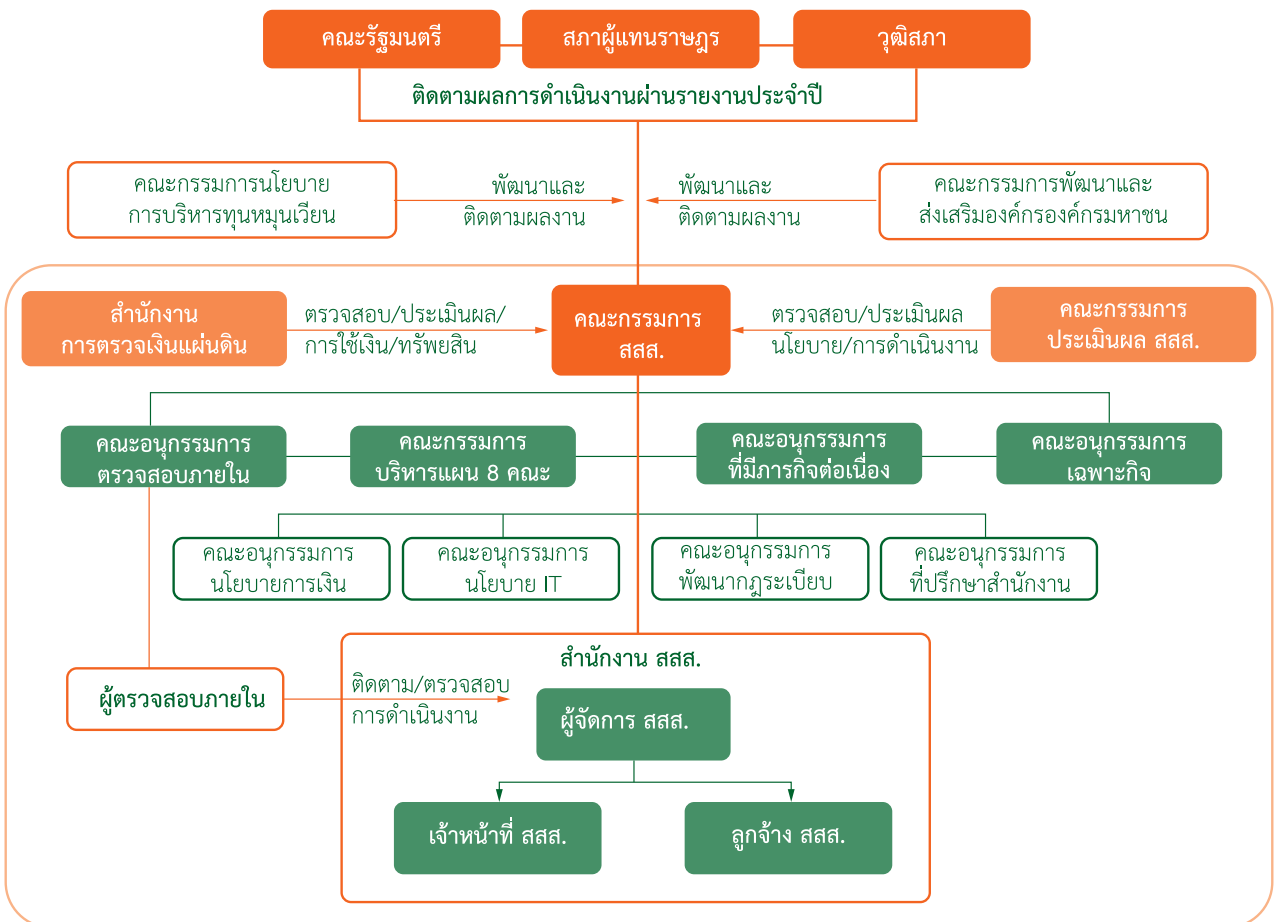 คณะรัฐมนตรี
สภาผู้แทนราษฎร
วุฒิสภา
ติดตามผลการดำเนินงานผ่านรายงานประจำปี
คณะกรรมการนโยบาย
การบริหารทุนหมุนเวียน
พัฒนาและ
ติดตามผลงาน
พัฒนาและ
ติดตามผลงาน
คณะกรรมการพัฒนาและ
ส่งเสริมองค์กรองค์กรมหาชน
สำนักงาน
การตรวจเงินแผ่นดิน
ตรวจสอบ/ประเมินผล/
การใช้เงิน/ทรัพยสิน
คณะกรรมการ
สสส.
ตรวจสอบ/ประเมินผล
นโยบาย/การดำเนินงาน
คณะกรรมการ
ประเมินผล สสส.
คณะอนุกรรมการ
ตรวจสอบภายใน
คณะกรรมการ
บริหารแผน 8 คณะ
คณะอนุกรรมการ
ที่มีภารกิจต่อเนื่อง
คณะอนุกรรมการ
เฉพาะกิจ
คณะอนุกรรมการ
นโยบายการเงิน
คณะอนุกรรมการ
นโยบาย IT
คณะอนุกรรมการ
พัฒนากฎระเบียบ
คณะอนุกรรมการ
ที่ปรึกษาสำนักงาน
สำนักงาน สสส.
ผู้ตรวจสอบภายใน
ติดตาม/ตรวจสอบ
การดำเนินงาน
ผู้จัดการ สสส.
เจ้าหน้าที่ สสส.
ลูกจ้าง สสส.